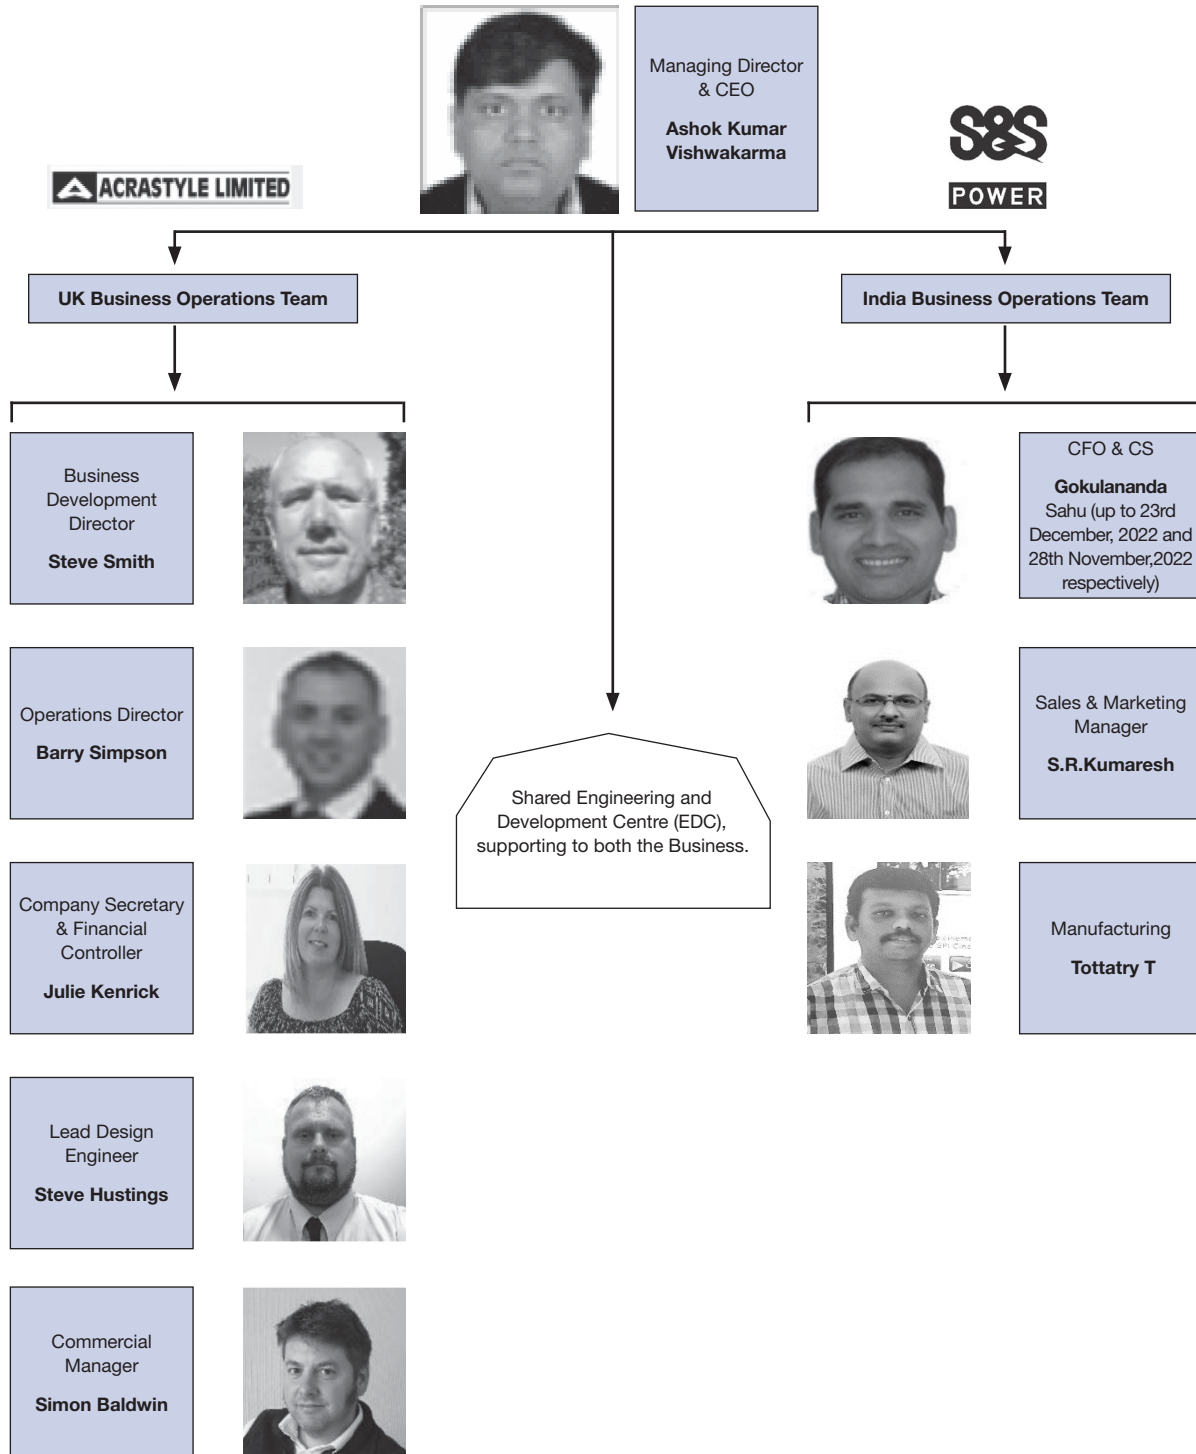 Managing Director
& CEO
Ashok Kumar
Vishwakarma
ACRASTYLE LIMITED
S&S
POWER
UK Business Operations Team
India Business Operations Team
Business
Development
Director
Steve Smith
CFO & CS
Gokulananda
Sahu (up to 23rd
December, 2022 and
28th November,2022
respectively)
Operations Director
Barry Simpson
Sales & Marketing
Manager
S.R.Kumaresh
Shared Engineering and
Development Centre (EDC),
supporting to both the Business.
Company Secretary
& Financial
Controller
Julie Kenrick
Manufacturing
Tottatry T
Lead Design
Engineer
Steve Hustings
Commercial
Manager
Simon Baldwin